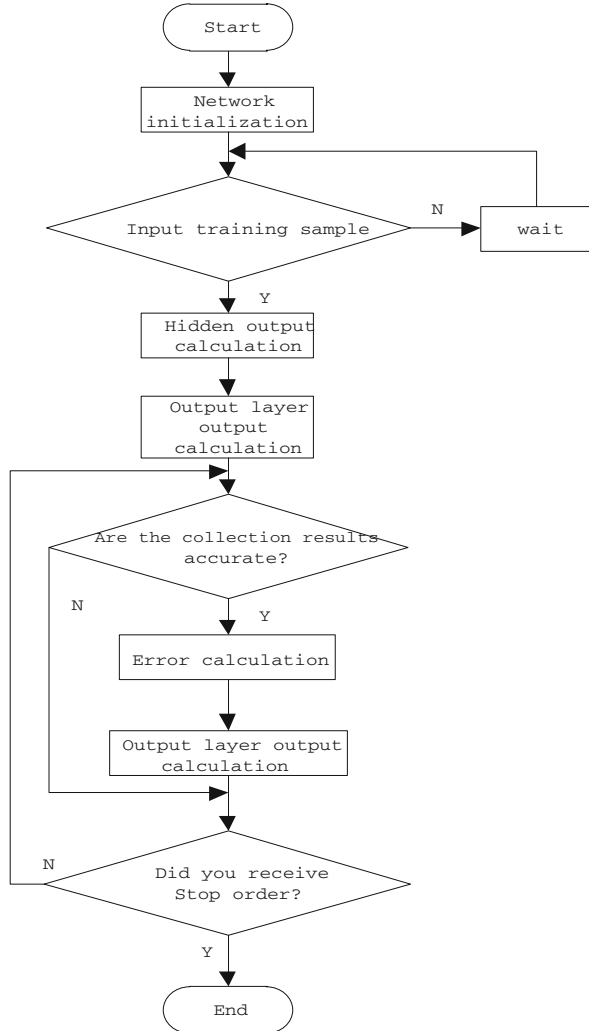 Start
Network
initialization
Input training sample
N
wait
Y
Hidden output
calculation
Output layer
output
calculation
Are the collection results
accurate?
N
Y
Error calculation
Output layer output
calculation
N
Did you receive
Stop order?
Y
End